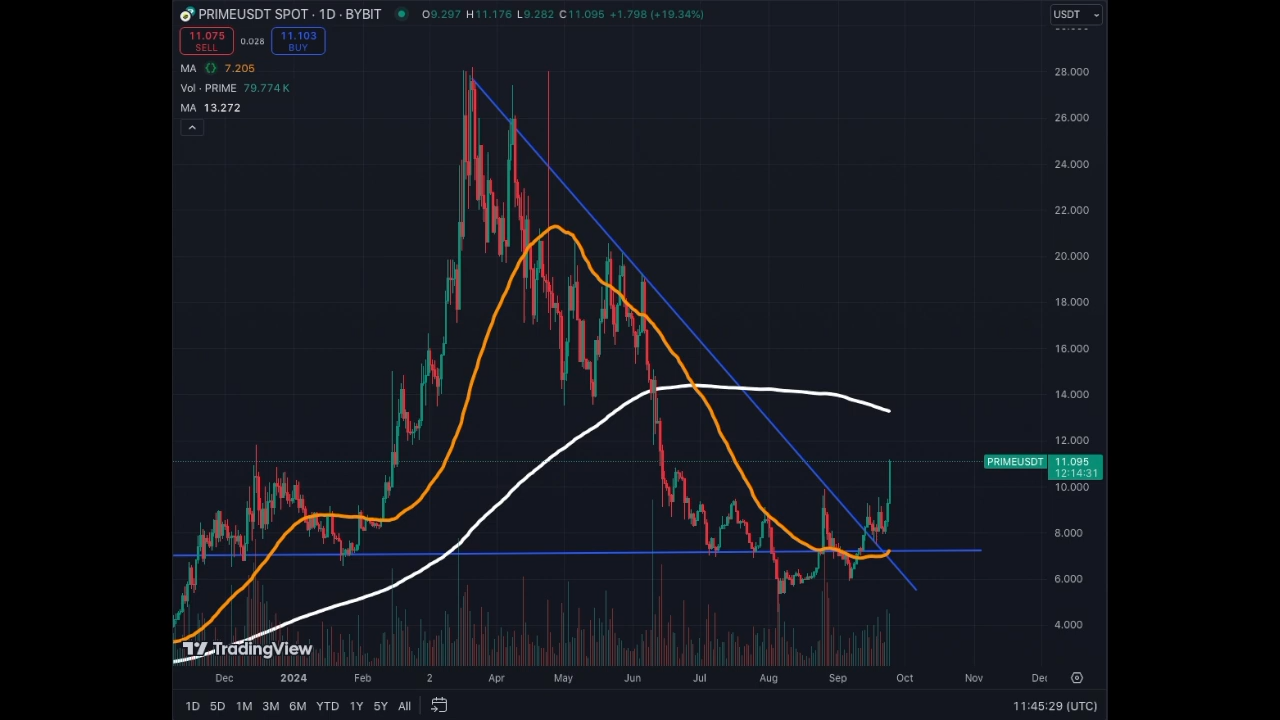 PRIMEUSDT SPOT · 1D · BYBIT O9.297 H11.176 L9.282 C11.095 +1.798 (+19.34%)
USDT
11.075 SELL 0.028 11.103 BUY
MA 7.205
Vol · PRIME 79.774 K
MA 13.272
28.000
26.000
24.000
22.000
20.000
18.000
16.000
14.000
12.000
PRIMEUSDT 11.095
12:14:31
10.000
8.000
6.000
4.000
TradingView
Dec 2024 Feb 2 Apr May Jun Jul Aug Sep Oct Nov
1D 5D 1M 3M 6M YTD 1Y 5Y All 11:45:29 (UTC)